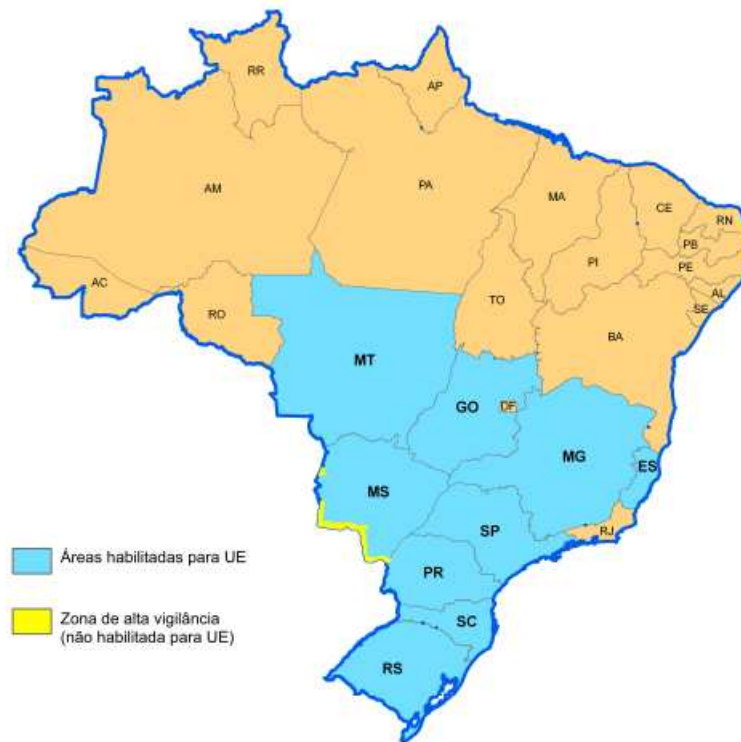 RR
AP
AM
PA
MA
CE
RN
PB
PI
PE
AC
TO
AL
RO
SE
BA
MT
GO
DF
MG
ES
MS
SP
RJ
Áreas habilitadas para UE
PR
Zona de alta vigilância
(não habilitada para UE)
SC
RS